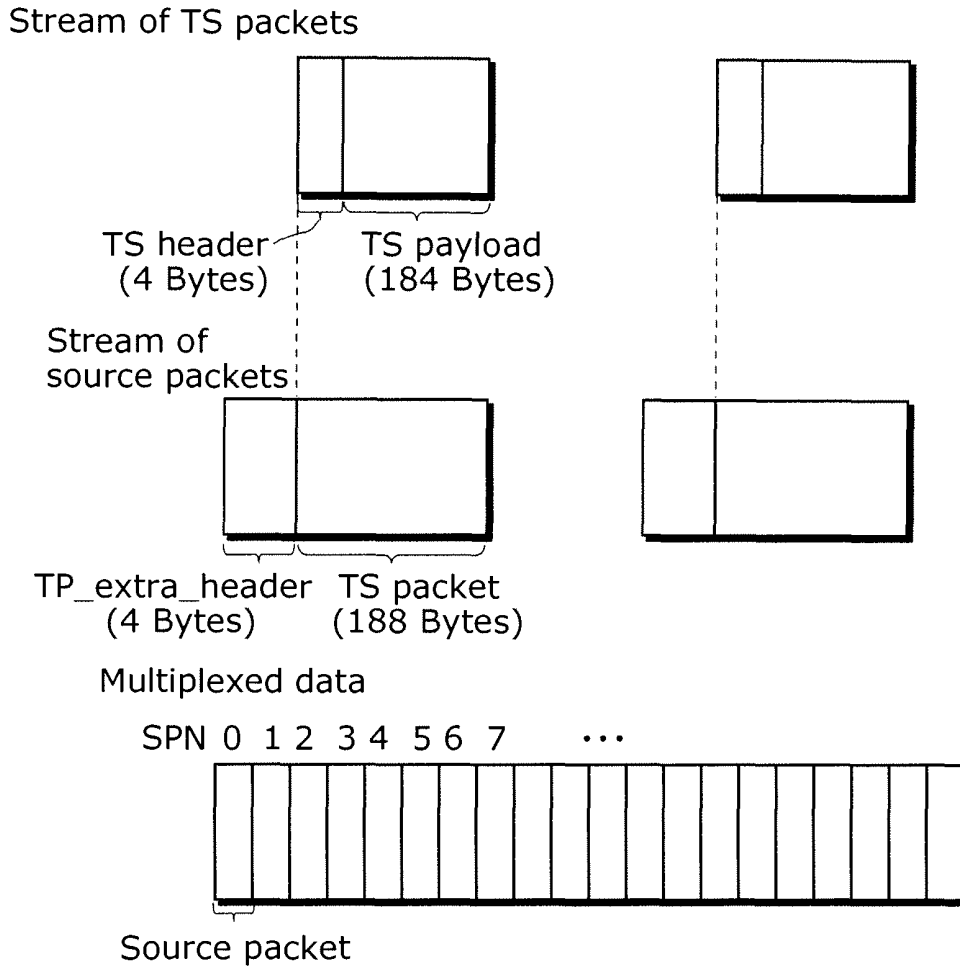 Stream of TS packets
TS header
(4 Bytes)
TS payload
(184 Bytes)
Stream of
source packets
TP_extra_header
(4 Bytes)
TS packet
(188 Bytes)
Multiplexed data
SPN 0 1 2 3 4 5 6 7 ...
Source packet